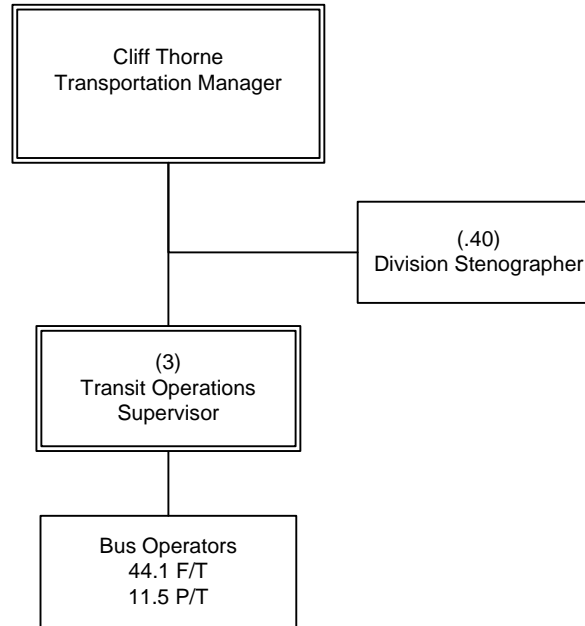 Cliff Thorne
Transportation Manager
(.40)
Division Stenographer
(3)
Transit Operations
Supervisor
Bus Operators
44.1 F/T
11.5 P/T